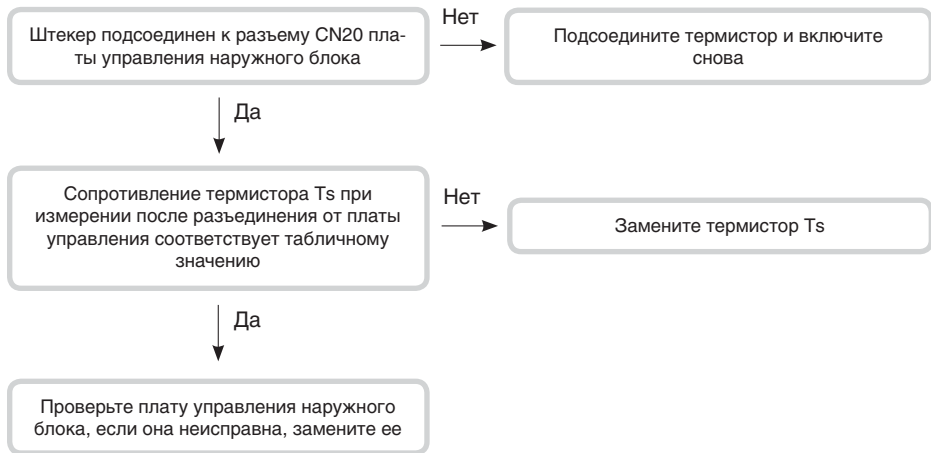 Штекер подсоединен к разъему CN20 пла-
ты управления наружного блока
Нет
Подсоедините термистор и включите
снова
Да
Сопротивление термистора Ts при
измерении после разъединения от платы
управления соответствует табличному
значению
Нет
Замените термистор Ts
Да
Проверьте плату управления наружного
блока, если она неисправна, замените ее